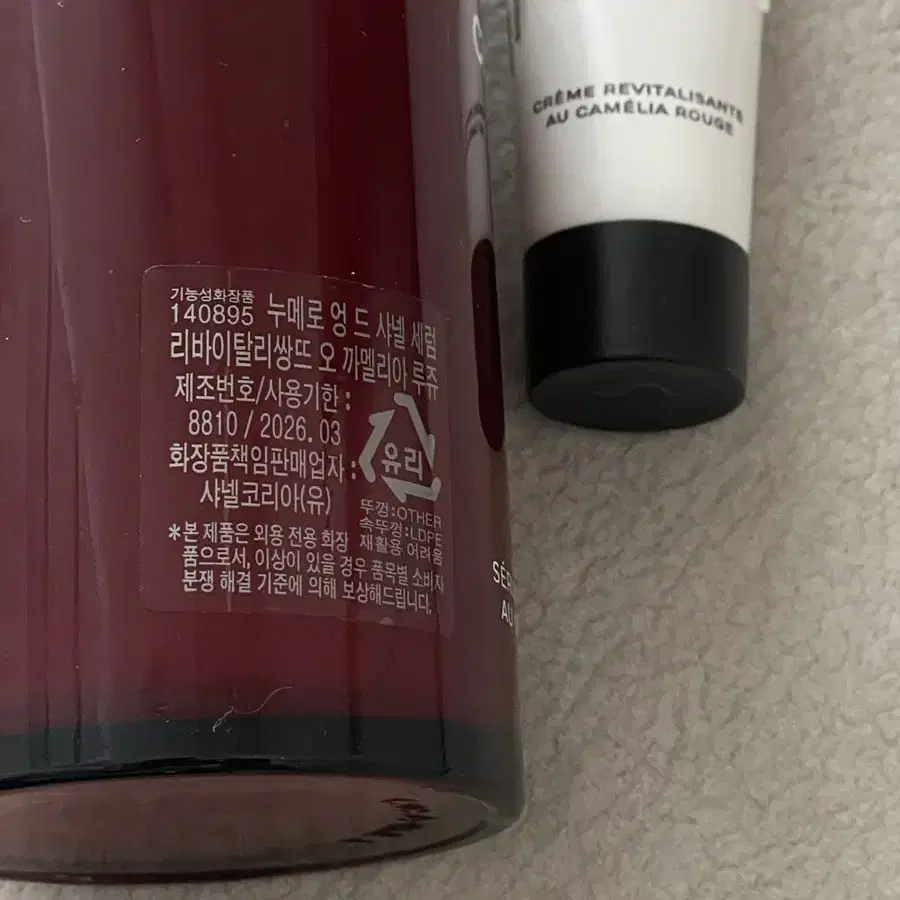 CRÈME REVITALISANTE
AU CAMÉLIA ROUGE
기능성화장품
140895 누메로 엉 드 샤넬 세럼
리바이탈리쌍뜨 오 까멜리아 루쥬
제조번호/사용기한 :
8810 / 2026. 03
화장품책임판매업자 :
샤넬코리아(유)
유리
뚜껑:OTHER
속뚜껑:LDPE
재활용 어려움
*본 제품은 외용 전용 화장
품으로서, 이상이 있을 경우 품목별 소비자
분쟁 해결 기준에 의해 보상해드립니다.
AU